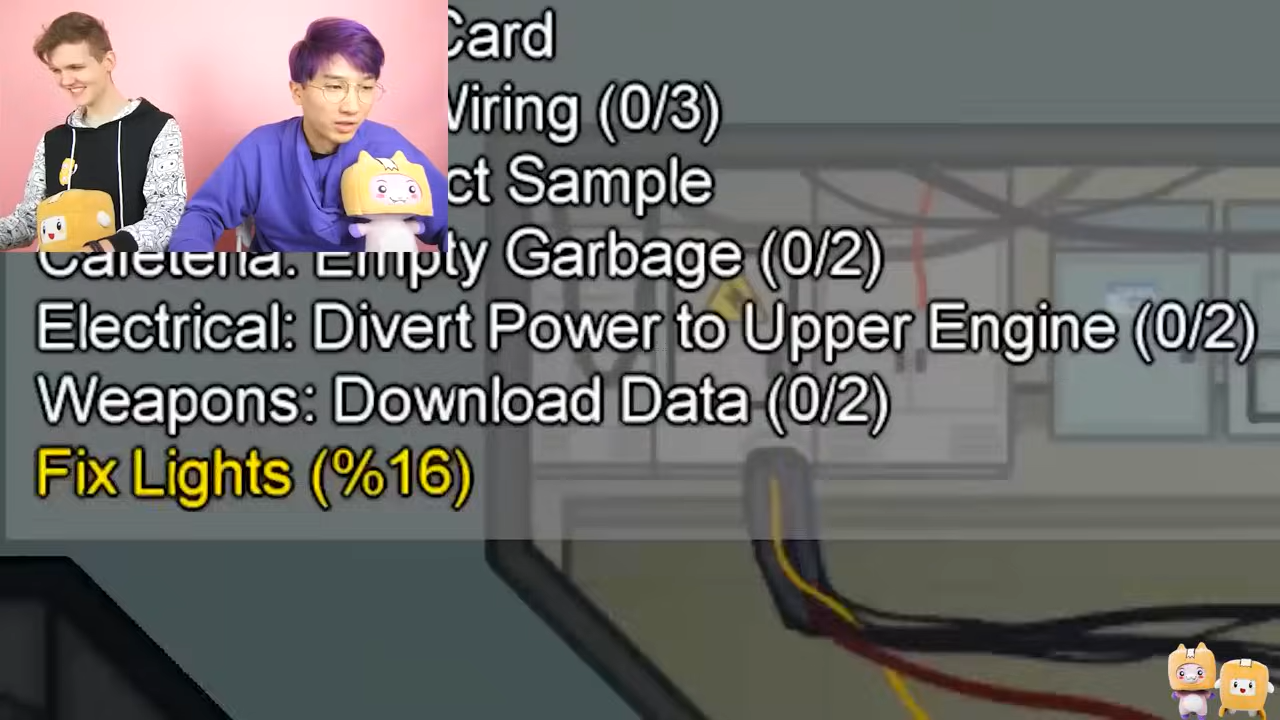 Card
Wiring (0/3)
Sample
Cafeteria: Empty Garbage (0/2)
Electrical: Divert Power to Upper Engine (0/2)
Weapons: Download Data (0/2)
Fix Lights (%16)